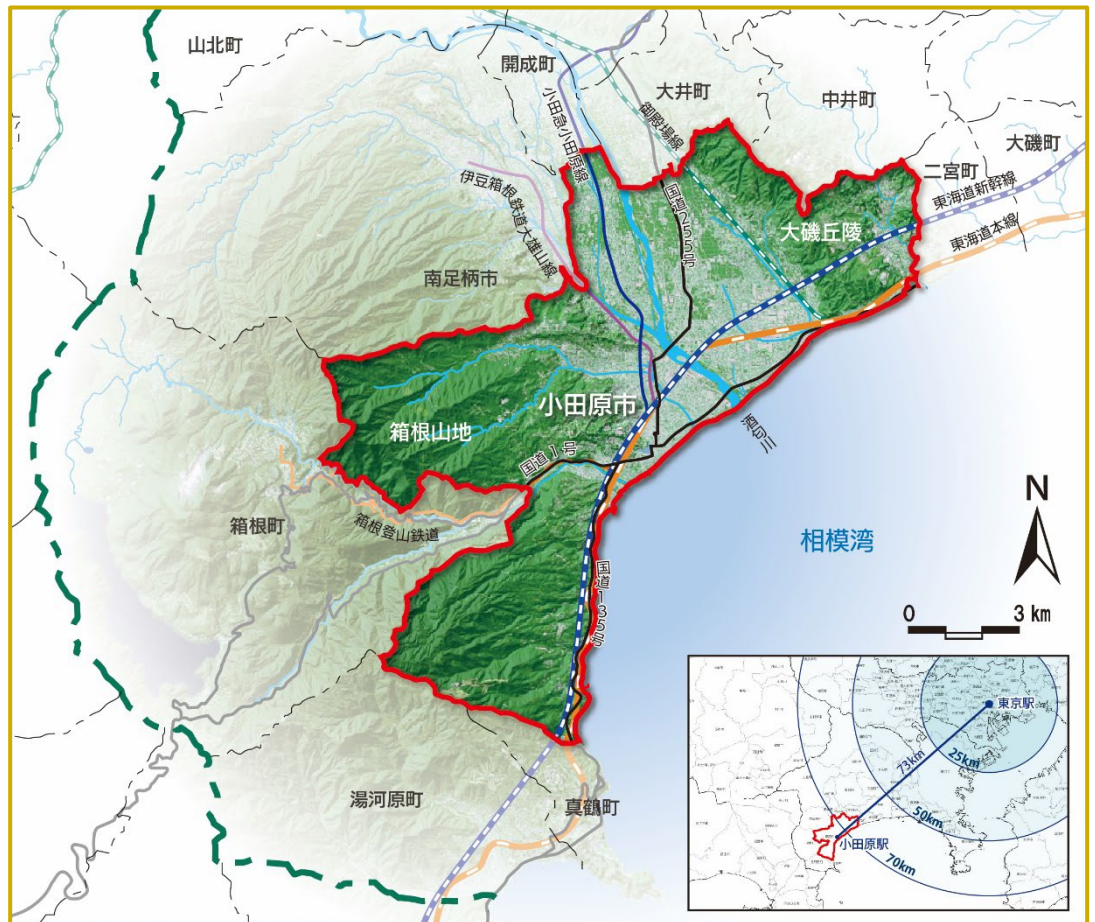 山北町
開成町
大井町
中井町
大磯町
二宮町
小田急小田原線
御殿場線
東海道新幹線
東海道本線
伊豆箱根鉄道大雄山線
国道255号
大磯丘陵
南足柄市
小田原市
箱根山地
酒匂川
国道1号
箱根町
箱根登山鉄道
相模湾
N
0 3 km
国道135号
湯河原町
真鶴町
東京駅
25km
73km
50km
小田原駅
70km